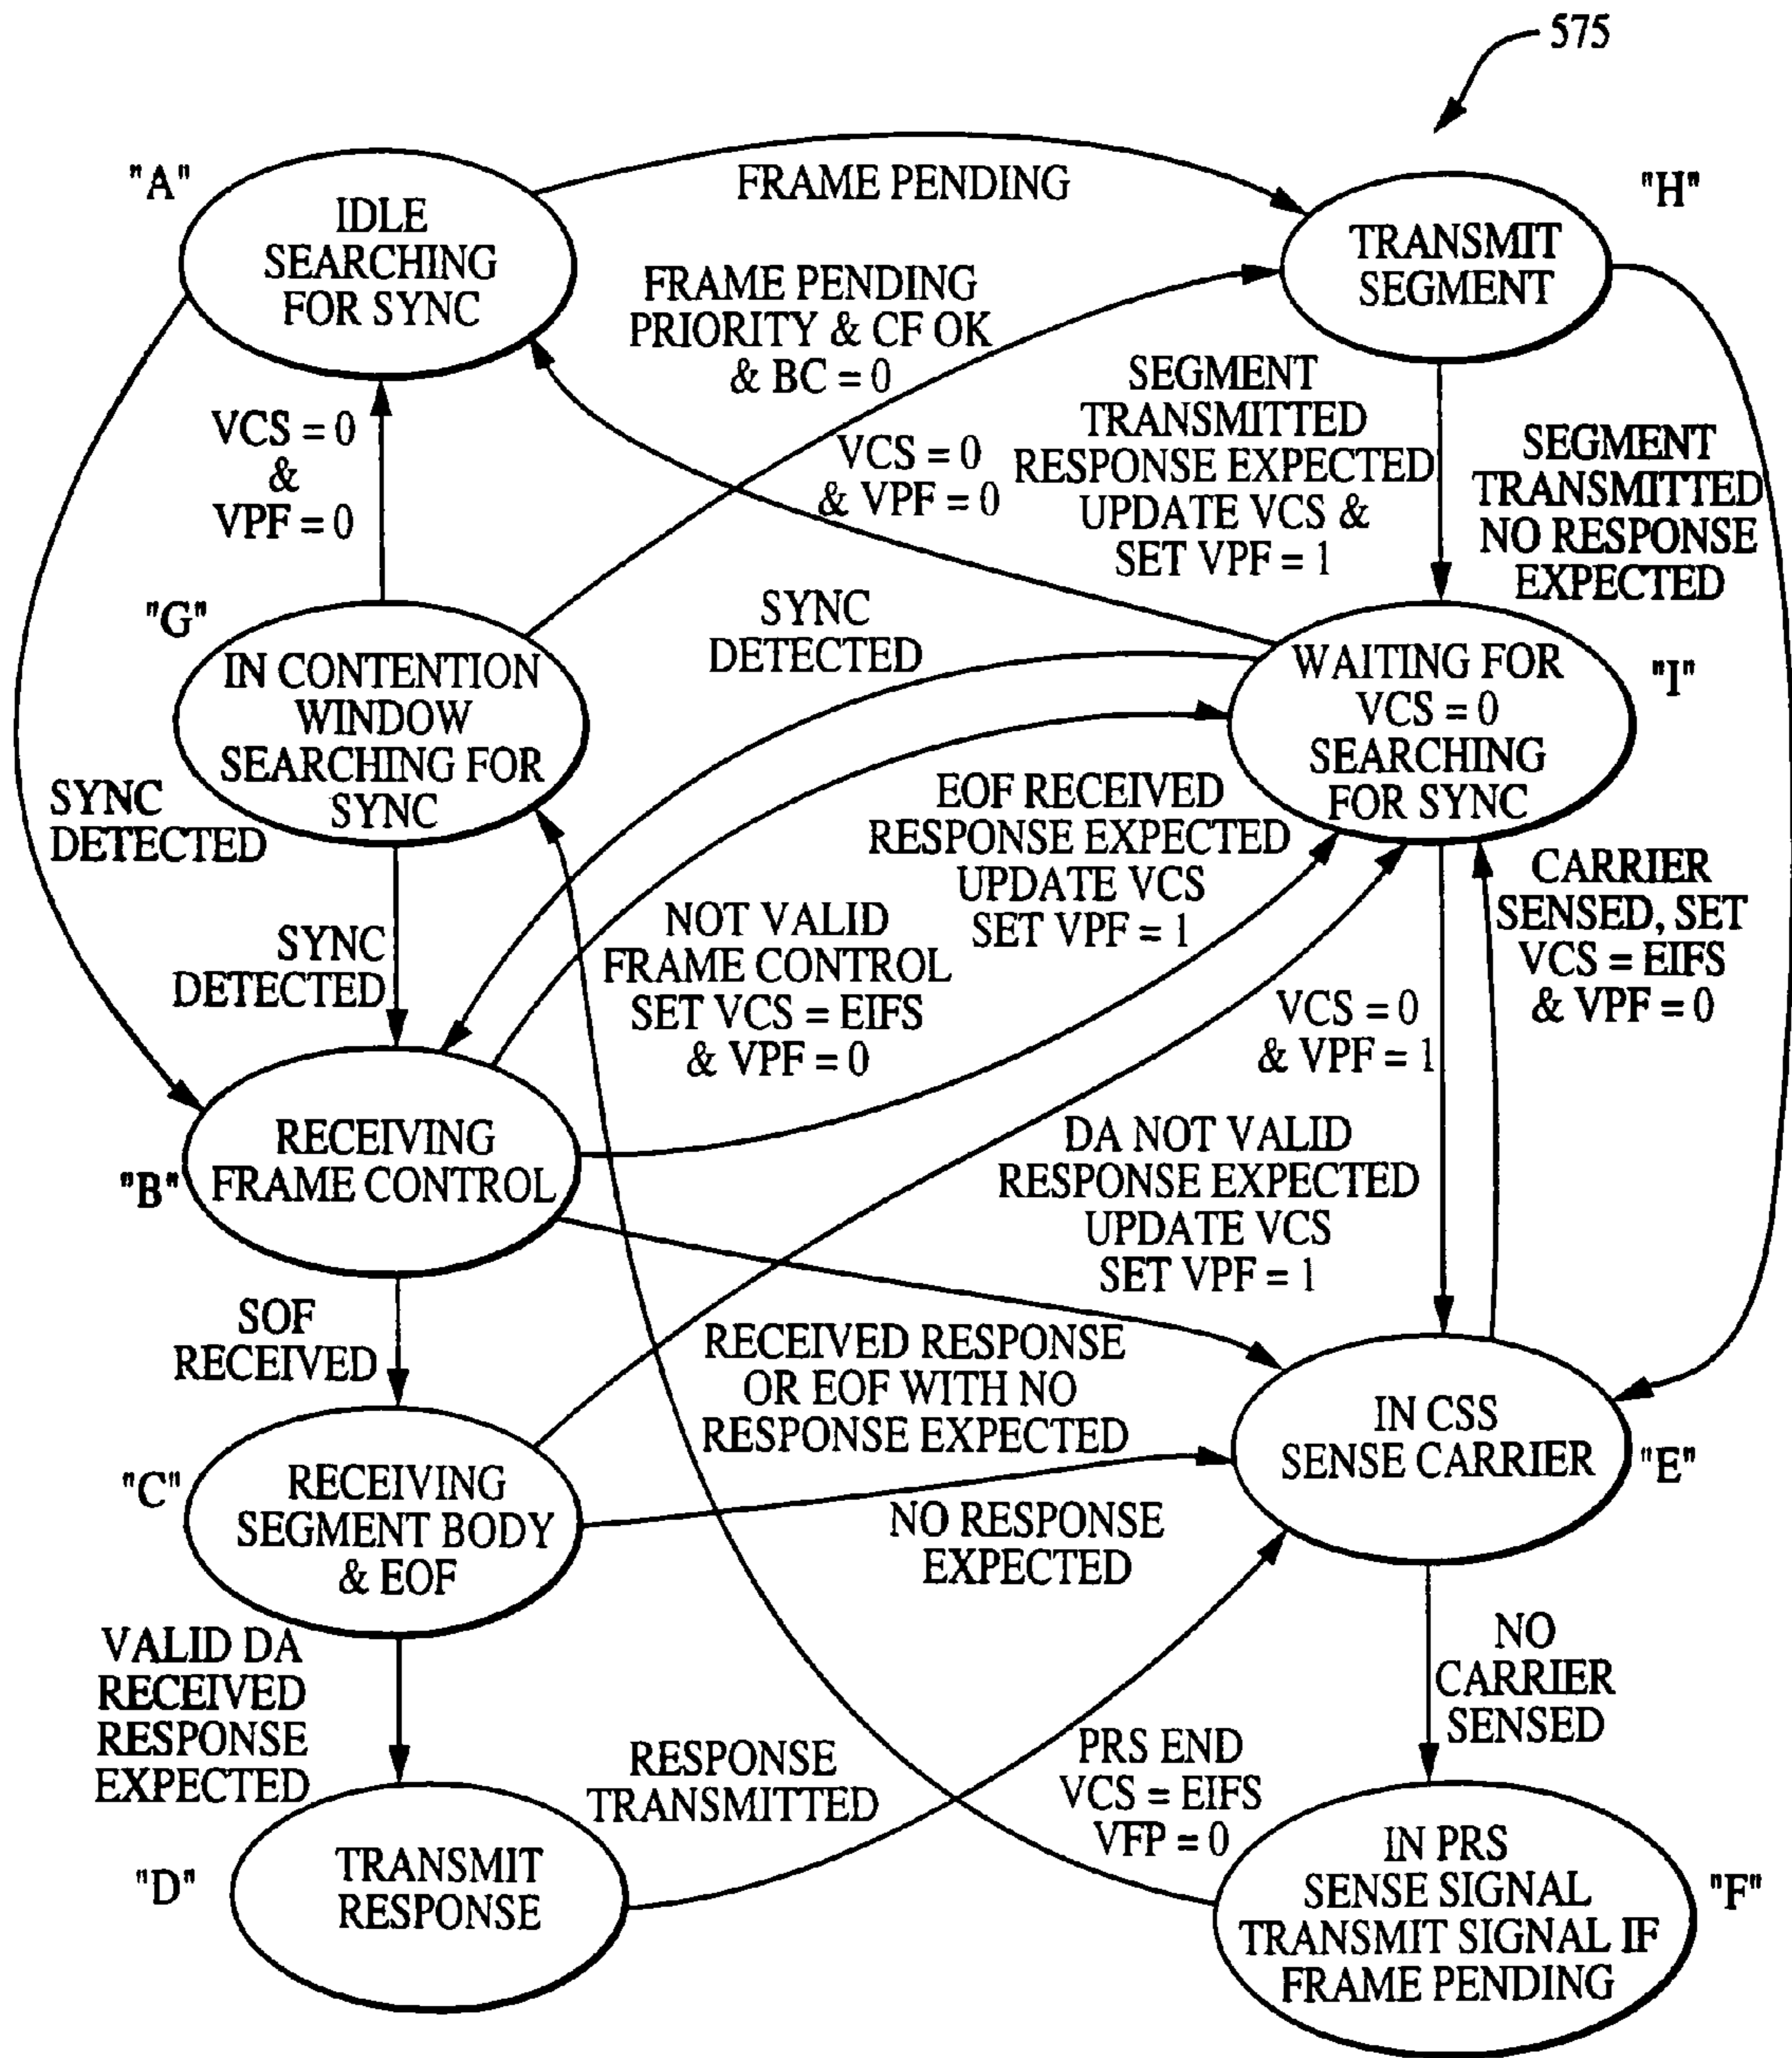 575
"A"
IDLE
SEARCHING
FOR SYNC
FRAME PENDING
"H"
TRANSMIT
SEGMENT
FRAME PENDING
PRIORITY & CF OK
& BC = 0
VCS = 0
&
VPF = 0
VCS = 0
& VPF = 0
SEGMENT
TRANSMITTED
RESPONSE EXPECTED
UPDATE VCS &
SET VPF = 1
SEGMENT
TRANSMITTED
NO RESPONSE
EXPECTED
"G"
IN CONTENTION
WINDOW
SEARCHING FOR
SYNC
SYNC
DETECTED
WAITING FOR
VCS = 0
SEARCHING
FOR SYNC
"I"
SYNC
DETECTED
SYNC
DETECTED
EOF RECEIVED
RESPONSE EXPECTED
UPDATE VCS
SET VPF = 1
CARRIER
SENSED, SET
VCS = EIFS
& VPF = 0
NOT VALID
FRAME CONTROL
SET VCS = EIFS
& VPF = 0
VCS = 0
& VPF = 1
RECEIVING
FRAME CONTROL
"B"
DA NOT VALID
RESPONSE EXPECTED
UPDATE VCS
SET VPF = 1
SOF
RECEIVED
RECEIVED RESPONSE
OR EOF WITH NO
RESPONSE EXPECTED
IN CSS
SENSE CARRIER
"E"
"C"
RECEIVING
SEGMENT BODY
& EOF
NO RESPONSE
EXPECTED
VALID DA
RECEIVED
RESPONSE
EXPECTED
NO
CARRIER
SENSED
RESPONSE
TRANSMITTED
PRS END
VCS = EIFS
VFP = 0
"D"
TRANSMIT
RESPONSE
IN PRS
SENSE SIGNAL
TRANSMIT SIGNAL IF
FRAME PENDING
"F"